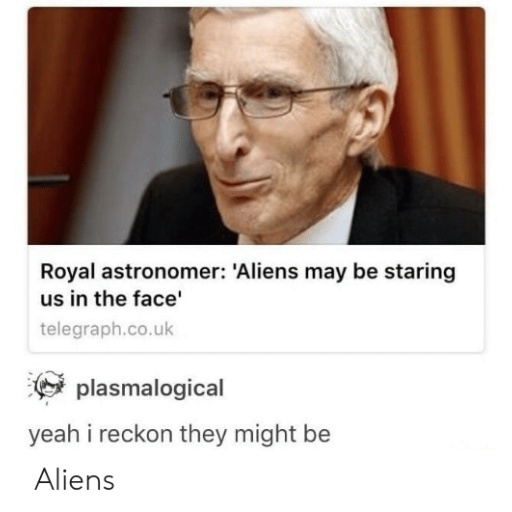 Royal astronomer: 'Aliens may be staring
us in the face'
telegraph.co.uk
plasmalogical
yeah i reckon they might be
Aliens